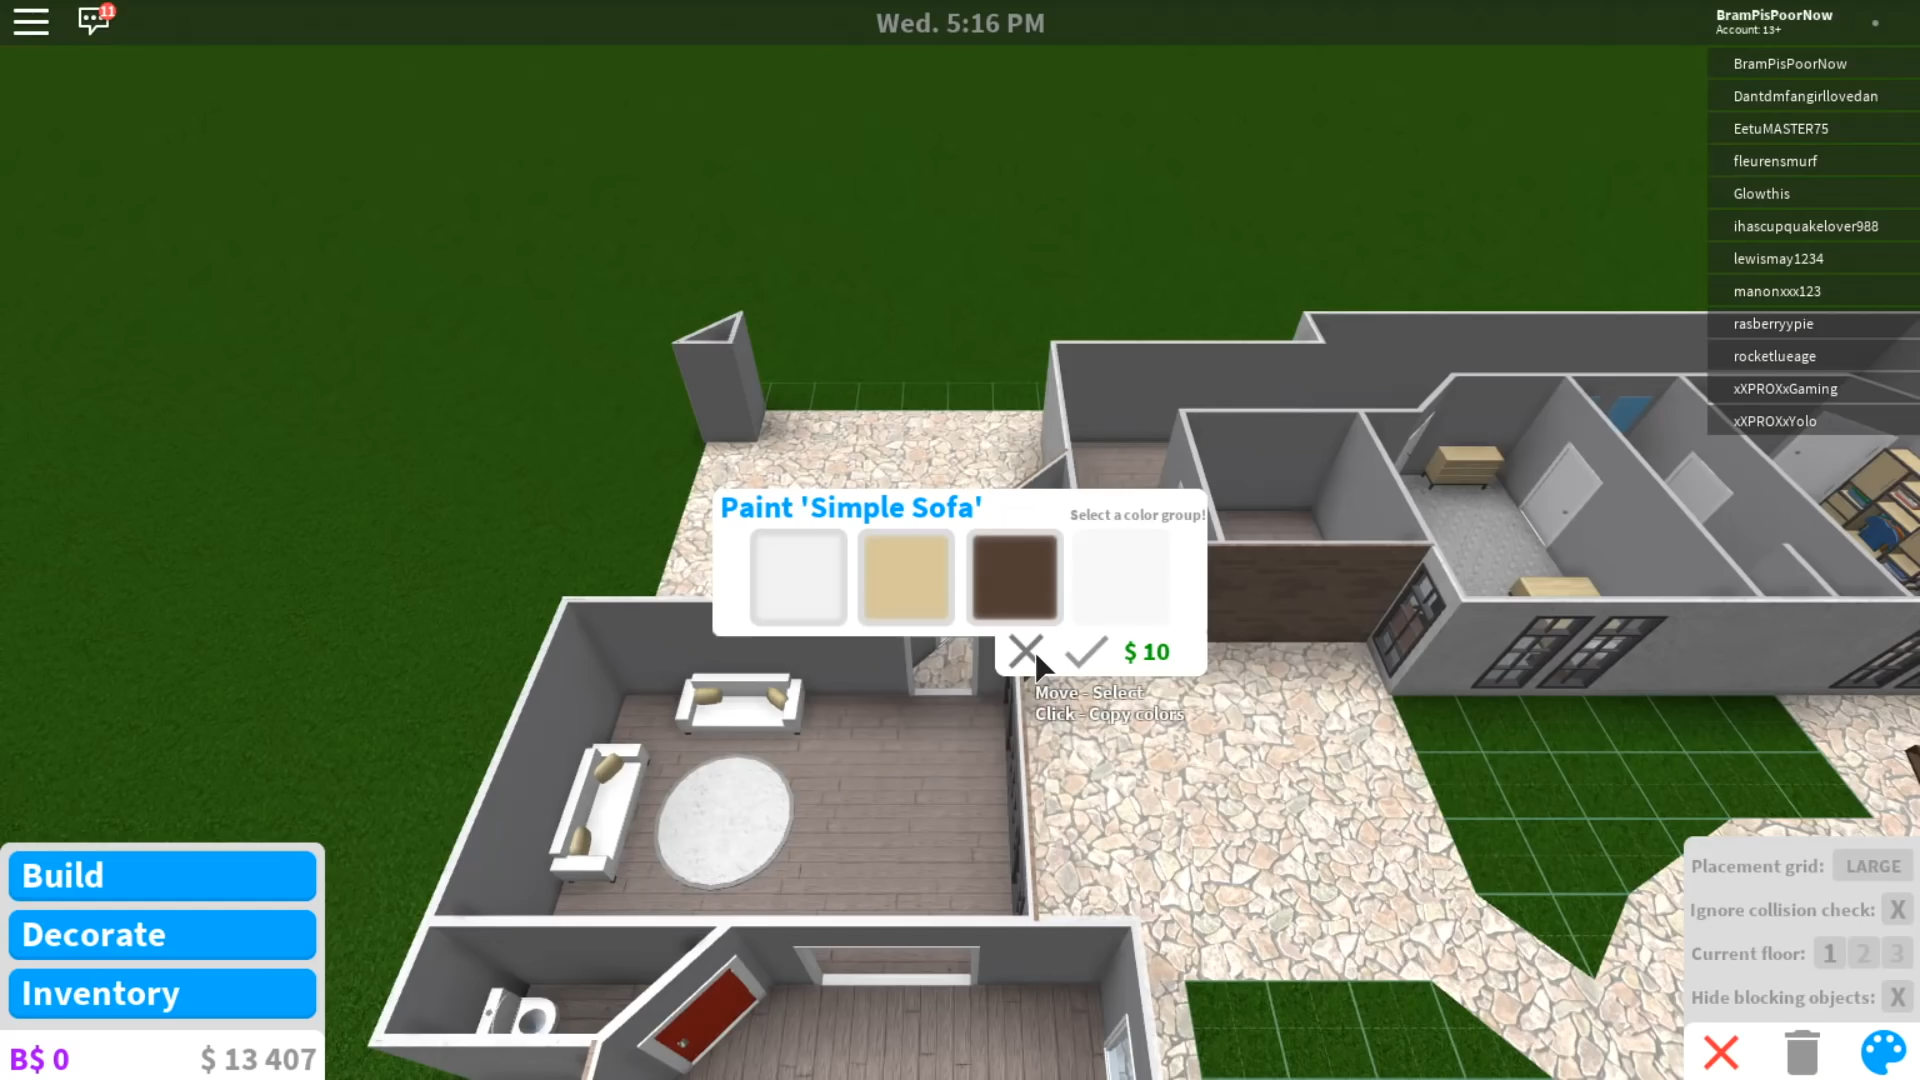 11
Wed. 5:16 PM
BramPisPoorNow
Account: 13+
BramPisPoorNow
Dantdmfangirllovedan
EetuMASTER75
fleurensmurf
Glowthis
ihascupquakelover988
lewismay1234
manonxxx123
rasberryypie
rocketlueage
xXPROXxGaming
xXPROXxYolo
Paint 'Simple Sofa'
Select a color group!
$ 10
Move - Select
Click - Copy colors
Build
Decorate
Inventory
B$ 0
$ 13 407
Placement grid: LARGE
Ignore collision check: X
Current floor: 1 2 3
Hide blocking objects: X